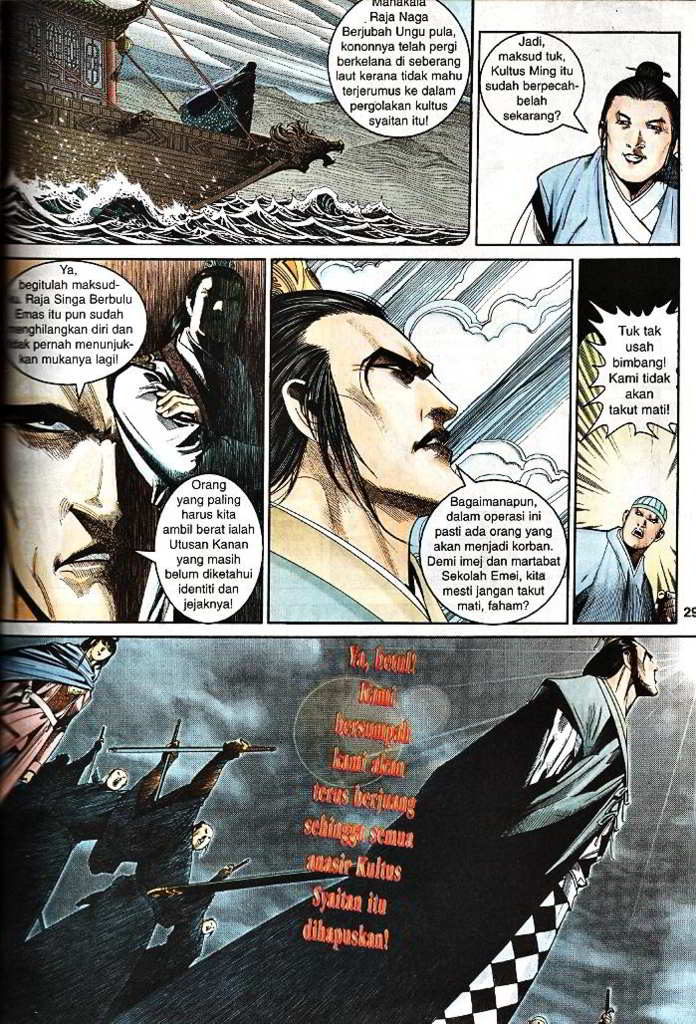 Manakala
Raja Naga
Berjubah Ungu pula,
kononnya telah pergi
berkelana di seberang
laut kerana tidak mahu
terjerumus ke dalam
pergolakan kultus
syaitan itu!
Jadi,
maksud tuk,
Kultus Ming itu
sudah berpecah-
belah
sekarang?
Ya,
begitulah maksud-
Raja Singa Berbulu
Emas itu pun sudah
menghilangkan diri dan
tidak pernah menunjuk-
kan mukanya lagi!
Orang
yang paling
harus kita
ambil berat ialah
Utusan Kanan
yang masih
belum diketahui
identiti dan
jejaknya!
Bagaimanapun,
dalam operasi ini
pasti ada orang yang
akan menjadi korban.
Demi imej dan martabat
Sekolah Emei, kita
mesti jangan takut
mati, faham?
Tuk tak
usah
bimbang!
Kami tidak
akan
takut mati!
29
Ya, betul!
Kami
bersumpah
kami akan
terus berjuang
sehingga semua
anasir Kultus
Syaitan itu
dihapuskan!